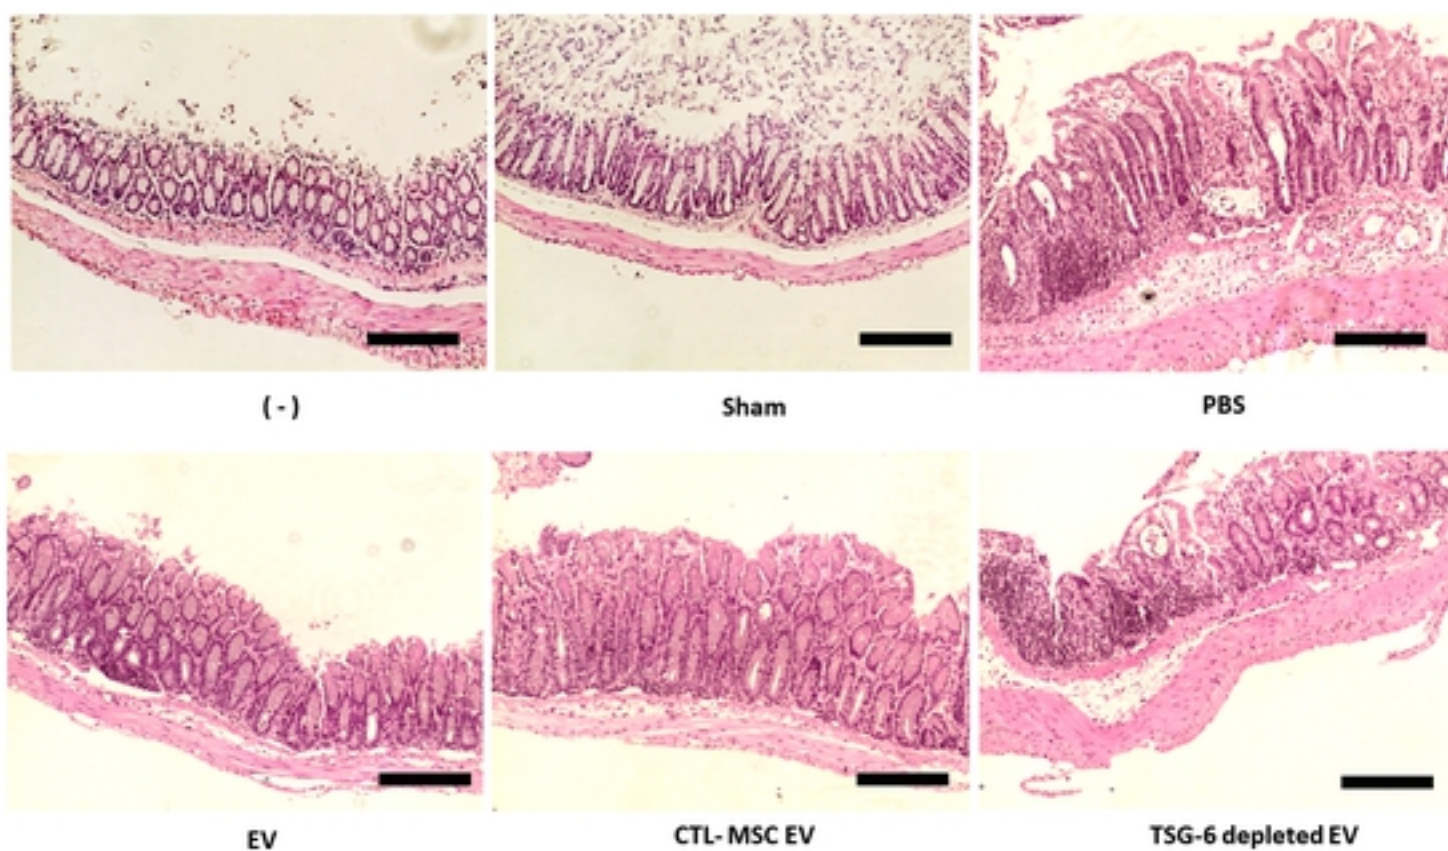 ( - )
Sham
PBS
EV
CTL- MSC EV
TSG-6 depleted EV